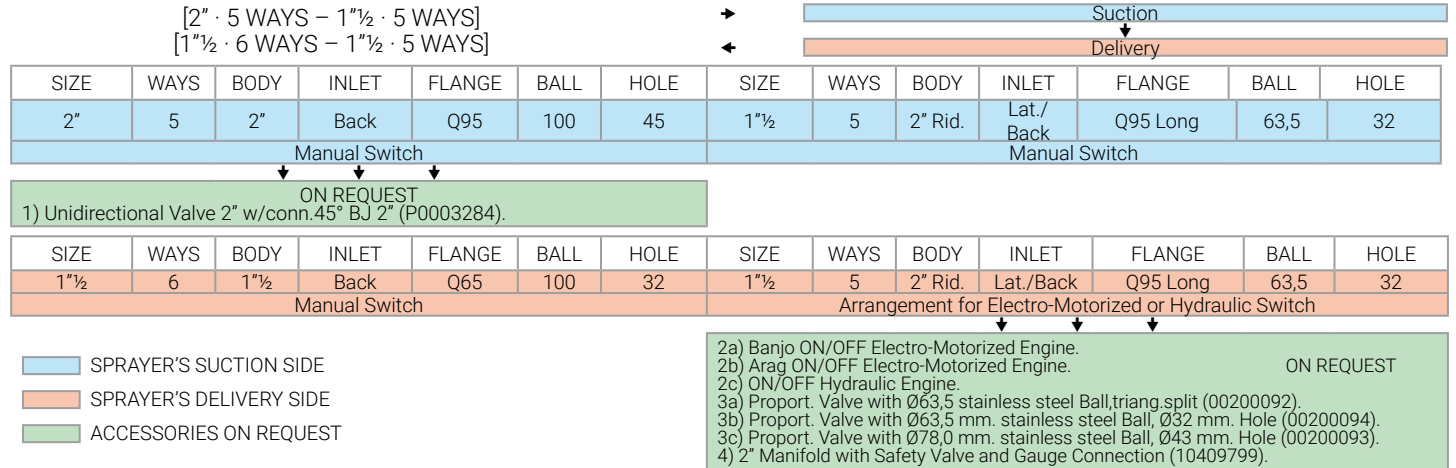 [2" · 5 WAYS – 1"½ · 5 WAYS]
[1"½ · 6 WAYS – 1"½ · 5 WAYS]
Suction
Delivery
SIZE WAYS BODY INLET FLANGE BALL HOLE SIZE WAYS BODY INLET FLANGE BALL HOLE
2" 5 2" Back Q95 100 45 1"½ 5 2" Rid. Lat./ Back Q95 Long 63,5 32
Manual Switch Manual Switch
ON REQUEST
1) Unidirectional Valve 2" w/conn.45° BJ 2" (P0003284).
SIZE WAYS BODY INLET FLANGE BALL HOLE SIZE WAYS BODY INLET FLANGE BALL HOLE
1"½ 6 1"½ Back Q65 100 32 1"½ 5 2" Rid. Lat./Back Q95 Long 63,5 32
Manual Switch Arrangement for Electro-Motorized or Hydraulic Switch
SPRAYER'S SUCTION SIDE
SPRAYER'S DELIVERY SIDE
ACCESSORIES ON REQUEST
2a) Banjo ON/OFF Electro-Motorized Engine.
2b) Arag ON/OFF Electro-Motorized Engine. ON REQUEST
2c) ON/OFF Hydraulic Engine.
3a) Proport. Valve with Ø63,5 stainless steel Ball,triang.split (00200092).
3b) Proport. Valve with Ø63,5 mm. stainless steel Ball, Ø32 mm. Hole (00200094).
3c) Proport. Valve with Ø78,0 mm. stainless steel Ball, Ø43 mm. Hole (00200093).
4) 2" Manifold with Safety Valve and Gauge Connection (10409799).